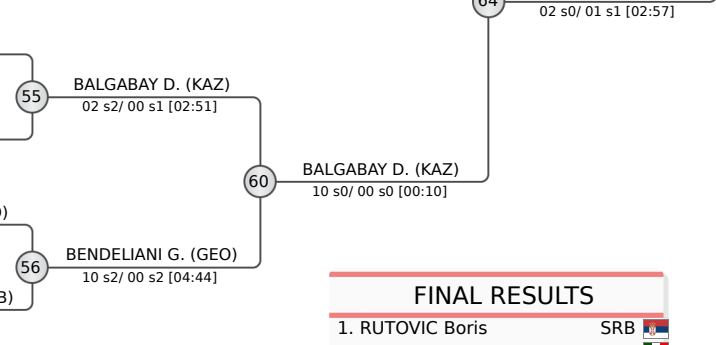 64
02 s0/ 01 s1 [02:57]
BALGABAY D. (KAZ)
55
02 s2/ 00 s1 [02:51]
BALGABAY D. (KAZ)
60
10 s0/ 00 s0 [00:10]
)
BENDELIANI G. (GEO)
56
10 s2/ 00 s2 [04:44]
B)
FINAL RESULTS
1. RUTOVIC Boris SRB